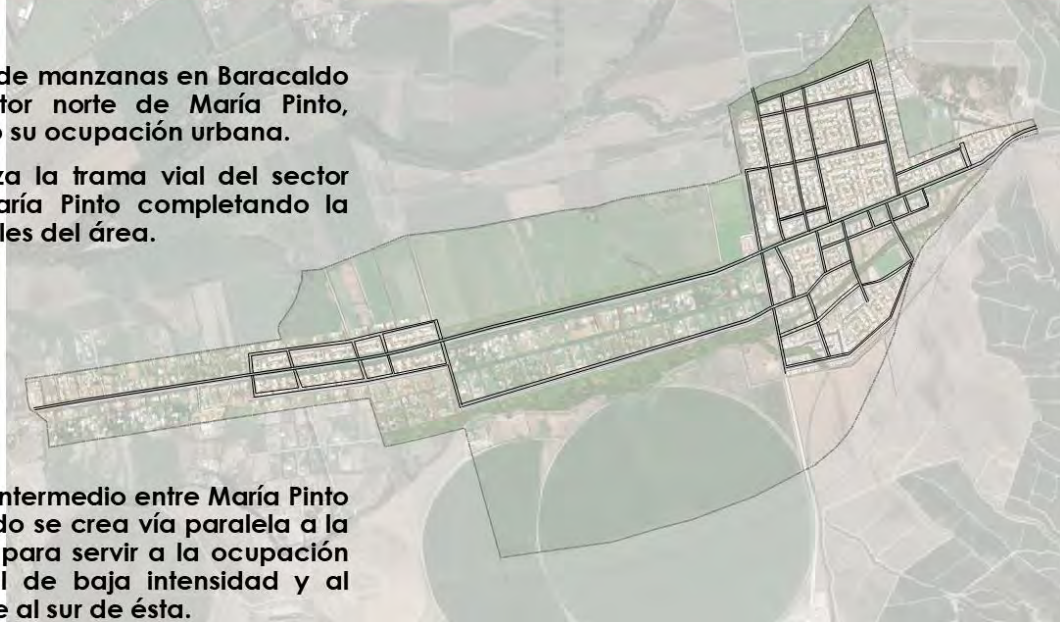 de manzanas en Baracaldo
tor norte de María Pinto,
o su ocupación urbana.
za la trama vial del sector
aría Pinto completando la
les del área.
ntermedio entre María Pinto
do se crea vía paralela a la
para servir a la ocupación
l de baja intensidad y al
e al sur de ésta.